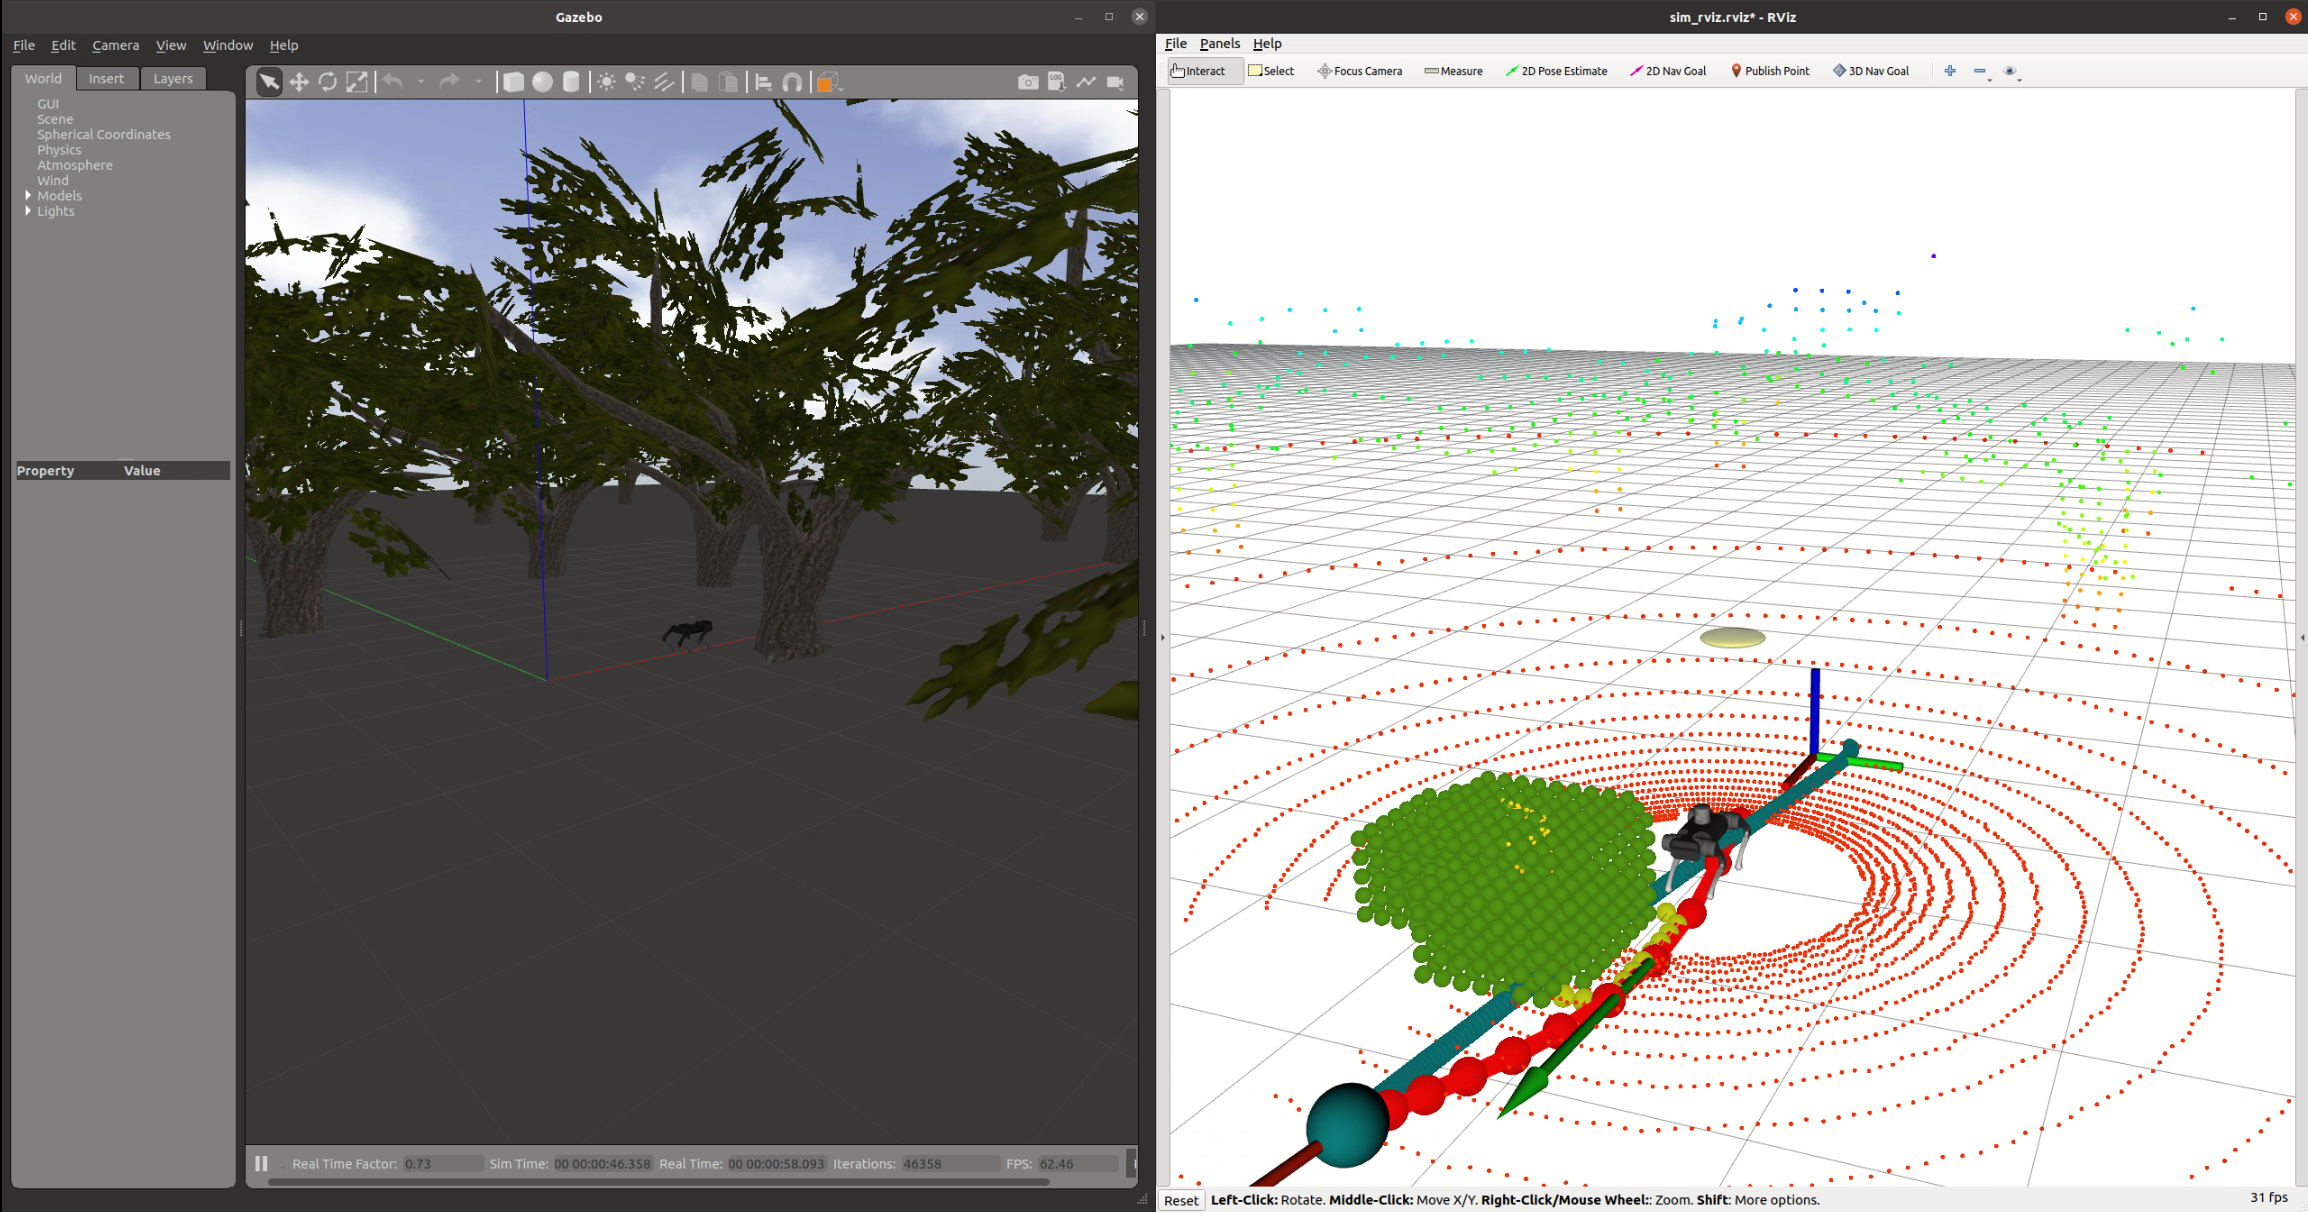 Gazebo
File Edit Camera View Window Help
World Insert Layers
GUI
Scene
Spherical Coordinates
Physics
Atmosphere
Wind
Models
Lights
Property Value
LOG
Real Time Factor: 0.73 Sim Time: 00 00:00:46.358 Real Time: 00 00:00:58.093 Iterations: 46358 FPS: 62.46
sim_rviz.rviz* - RViz
File Panels Help
Interact Select Focus Camera Measure 2D Pose Estimate 2D Nav Goal Publish Point 3D Nav Goal
Reset Left-Click: Rotate. Middle-Click: Move X/Y. Right-Click/Mouse Wheel:: Zoom. Shift: More options. 31 fps